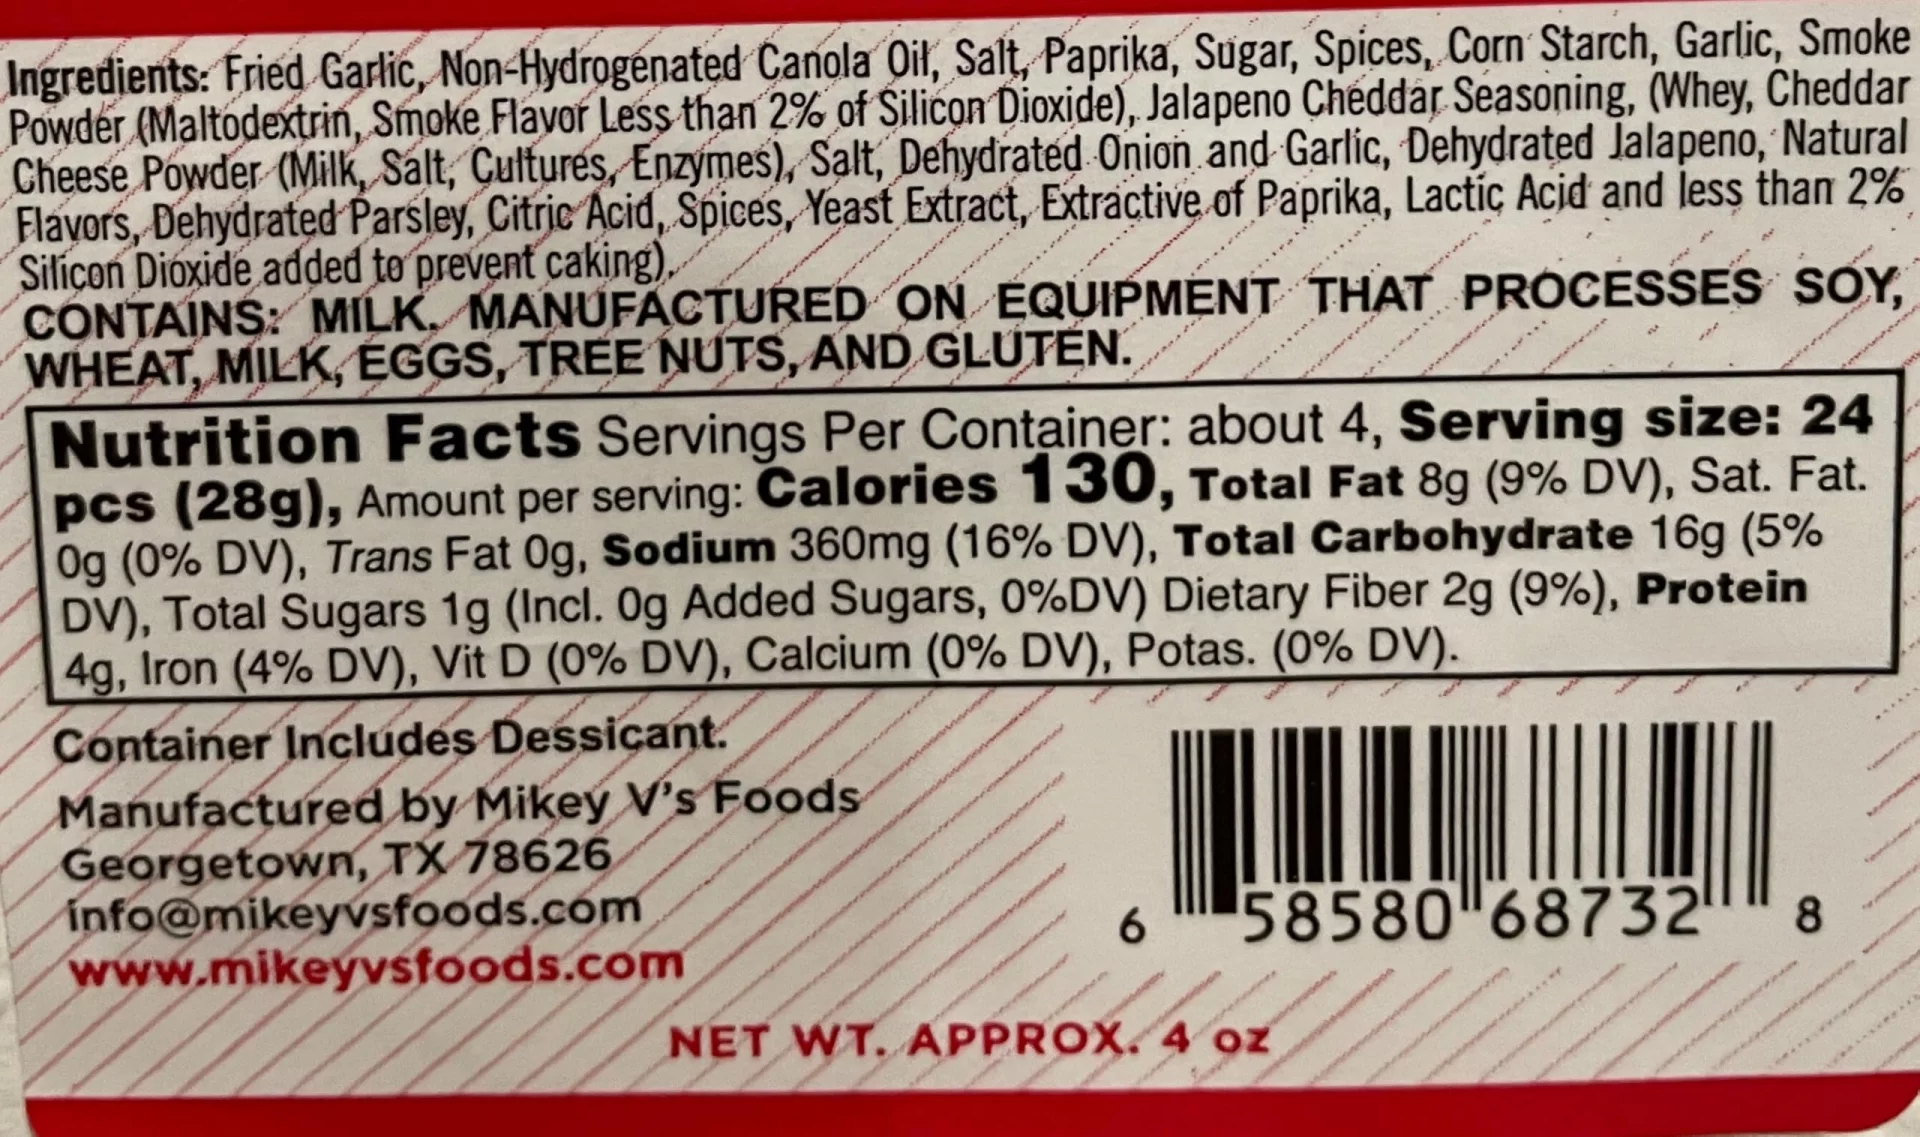 Ingredients: Fried Garlic, Non-Hydrogenated Canola Oil, Salt, Paprika, Sugar, Spices, Corn Starch, Garlic, Smoke
Powder (Maltodextrin, Smoke Flavor Less than 2% of Silicon Dioxide), Jalapeno Cheddar Seasoning, (Whey, Cheddar
Cheese Powder (Milk, Salt, Cultures, Enzymes), Salt, Dehydrated Onion and Garlic, Dehydrated Jalapeno, Natural
Flavors, Dehydrated Parsley, Citric Acid, Spices, Yeast Extract, Extractive of Paprika, Lactic Acid and less than 2%
Silicon Dioxide added to prevent caking).
CONTAINS: MILK. MANUFACTURED ON EQUIPMENT THAT PROCESSES SOY,
WHEAT, MILK, EGGS, TREE NUTS, AND GLUTEN.
Nutrition Facts Servings Per Container: about 4, Serving size: 24
pcs (28g), Amount per serving: Calories 130, Total Fat 8g (9% DV), Sat. Fat.
0g (0% DV), Trans Fat 0g, Sodium 360mg (16% DV), Total Carbohydrate 16g (5%
DV), Total Sugars 1g (Incl. 0g Added Sugars, 0%DV) Dietary Fiber 2g (9%), Protein
4g, Iron (4% DV), Vit D (0% DV), Calcium (0% DV), Potas. (0% DV).
Container Includes Dessicant.
Manufactured by Mikey V's Foods
Georgetown, TX 78626
info@mikeyvsfoods.com
www.mikeyvsfoods.com
6 58580 68732 8
NET WT. APPROX. 4 oz